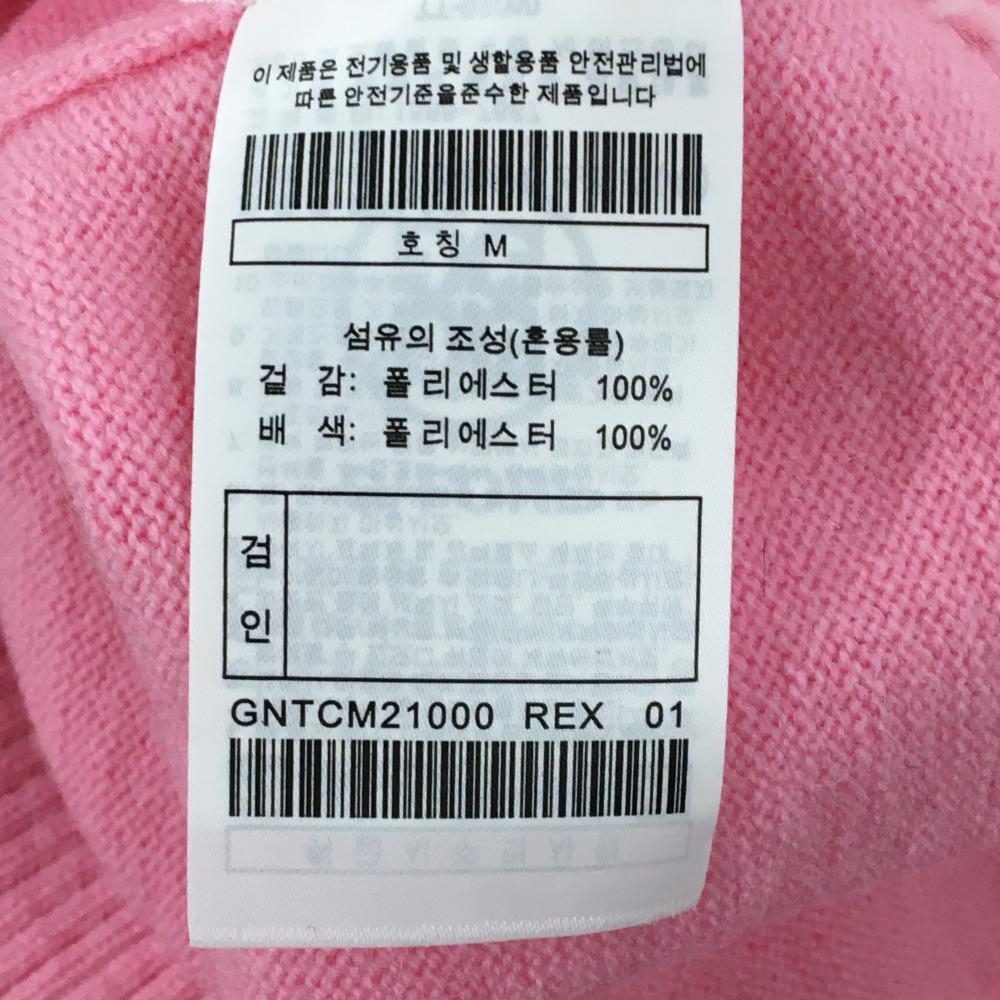 이 제품은 전기용품 및 생활용품 안전관리법에
따른 안전기준을준수한 제품입니다
호칭 M
섬유의 조성(혼용률)
겉 감: 폴리에스터 100%
배 색: 폴리에스터 100%
검
인
GNTCM21000 REX 01